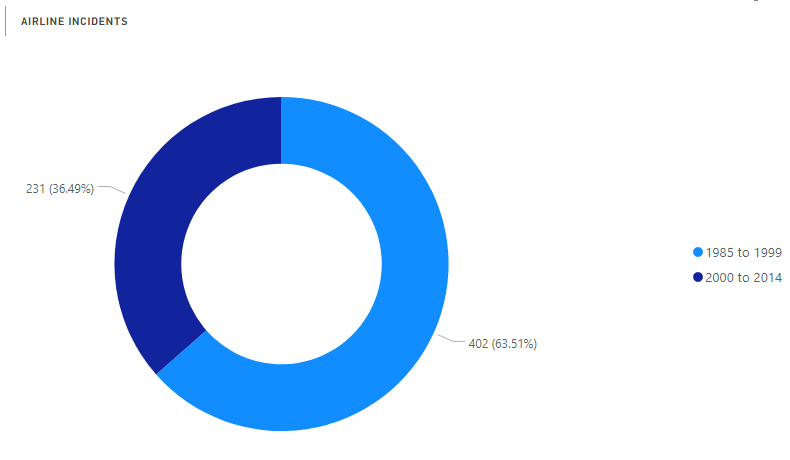 AIRLINE INCIDENTS
231 (36.49%)
1985 to 1999
2000 to 2014
402 (63.51%)